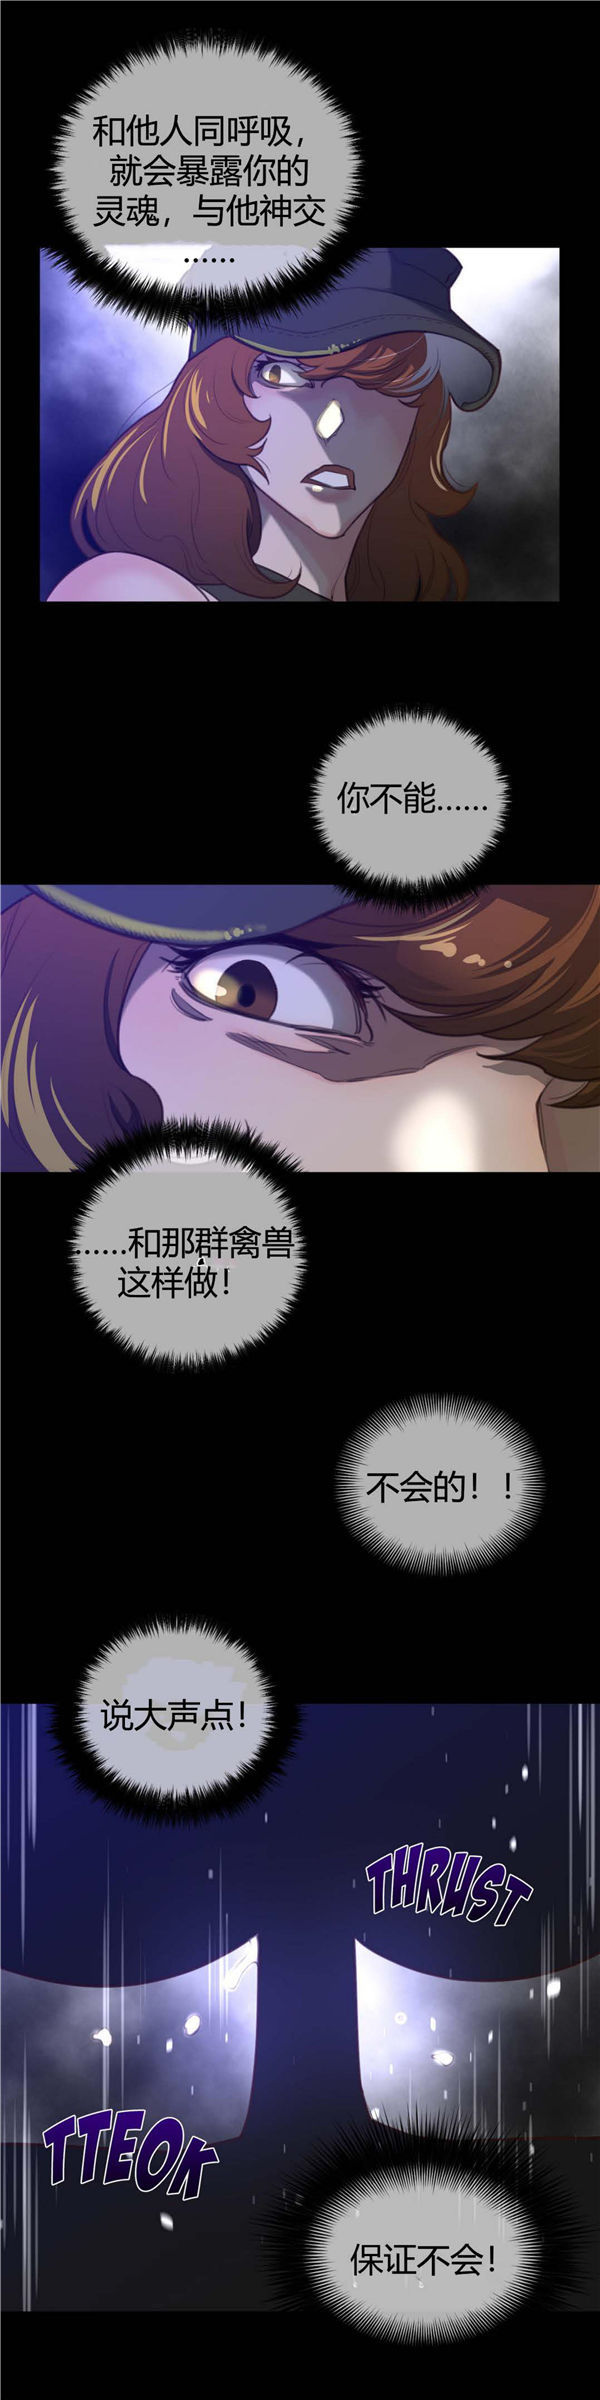 和他人同呼吸，
就会暴露你的
灵魂，与他神交
……
你不能……
……和那群禽兽
这样做！
不会的！！
说大声点！
THRUST
TTEOK
保证不会！